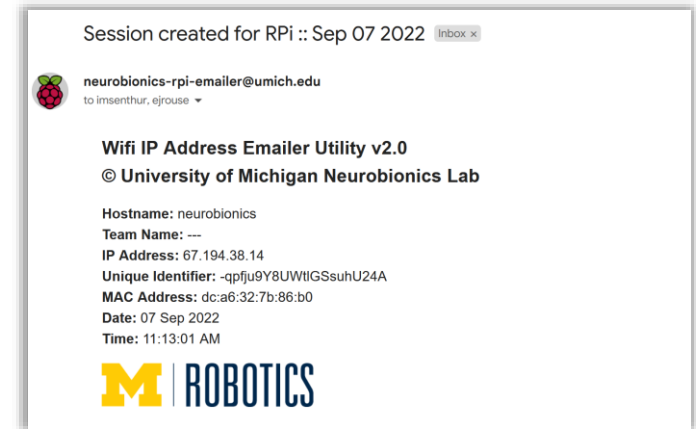 Session created for RPi :: Sep 07 2022 Inbox x
neurobionics-rpi-emailer@umich.edu
to imsenthur, ejrouse
Wifi IP Address Emailer Utility v2.0
© University of Michigan Neurobionics Lab
Hostname: neurobionics
Team Name: ---
IP Address: 67.194.38.14
Unique Identifier: -qpfju9Y8UWtlGSsuhU24A
MAC Address: dc:a6:32:7b:86:b0
Date: 07 Sep 2022
Time: 11:13:01 AM
M | ROBOTICS